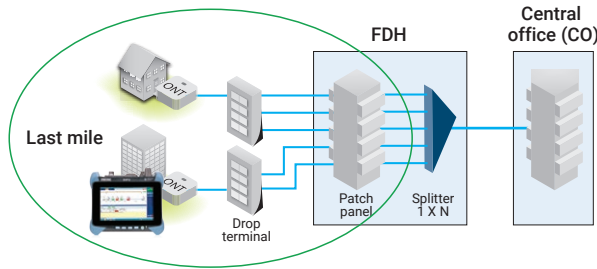 FDH
Central
office (CO)
ONT
Last mile
ONT
Drop
terminal
Patch
panel
Splitter
1 X N